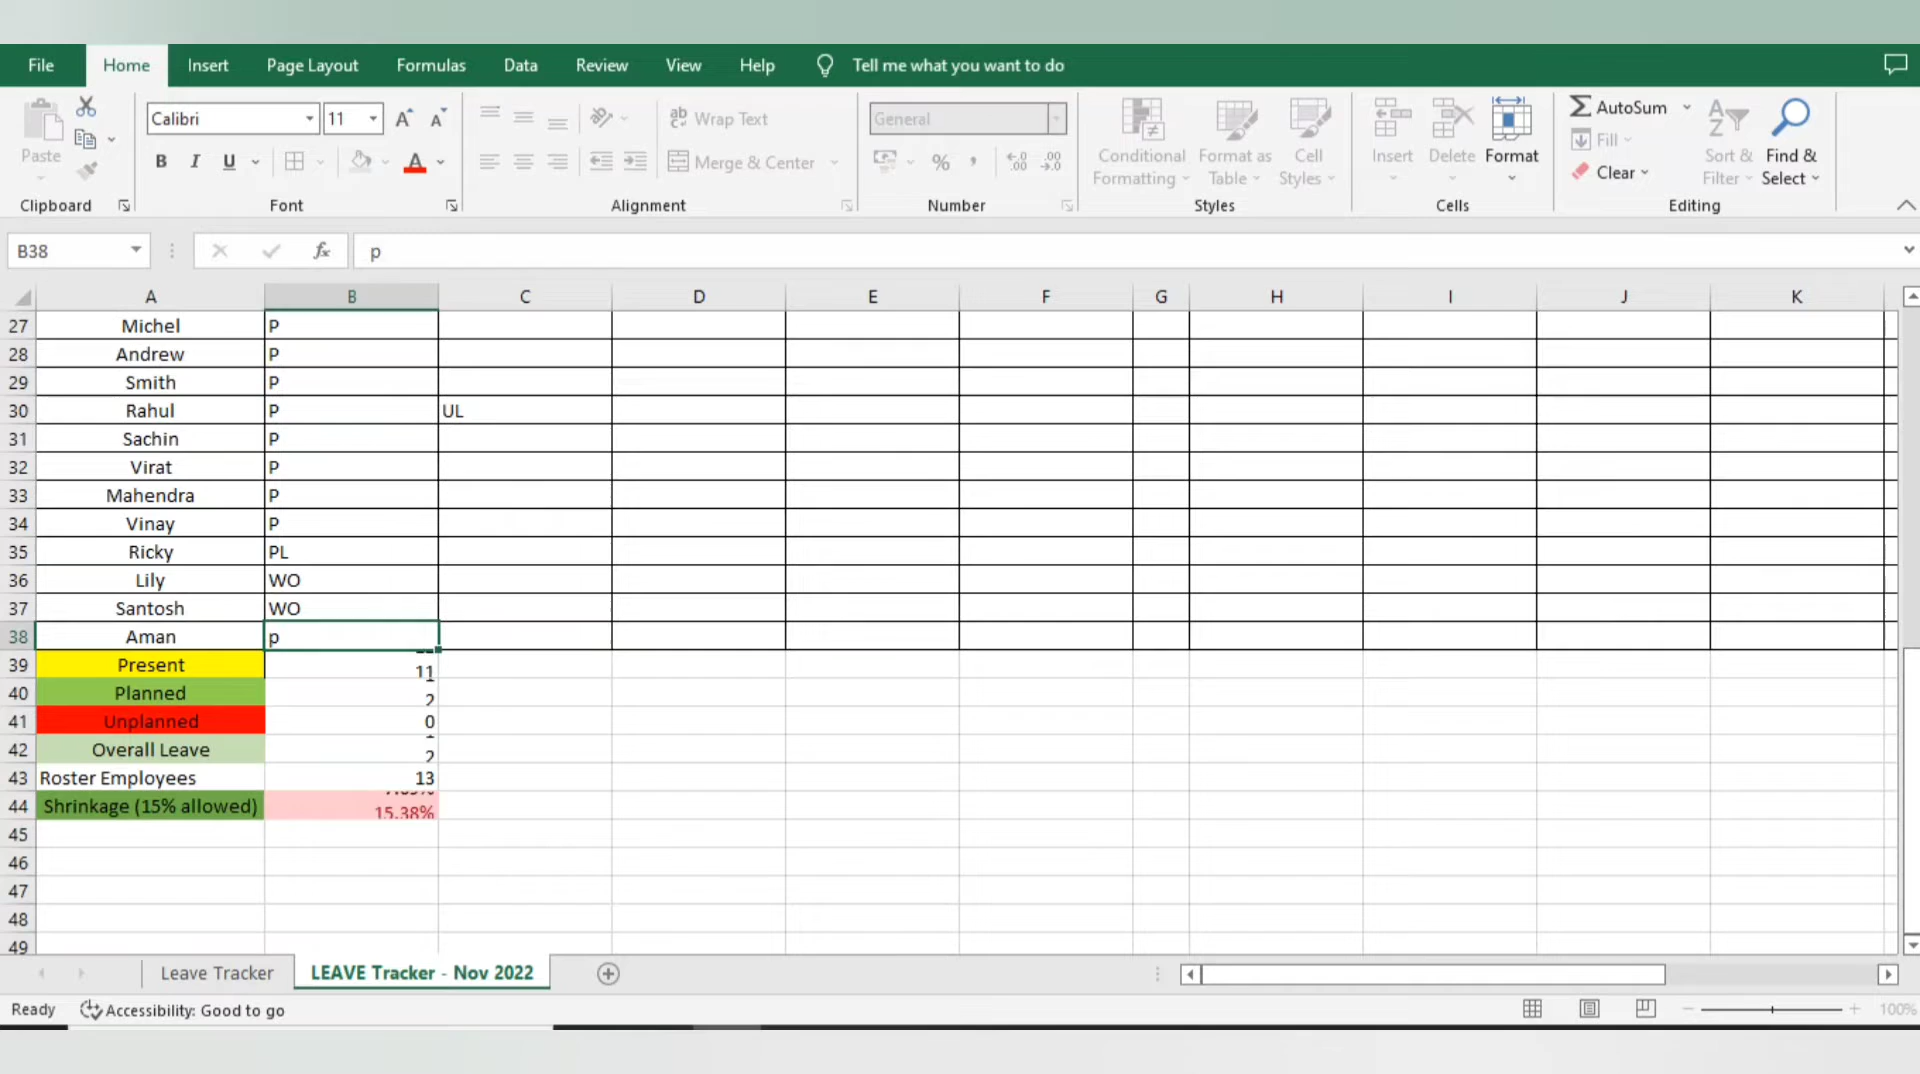 File Home Insert Page Layout Formulas Data Review View Help Tell me what you want to do
Paste
Clipboard
Calibri 11
B I U A
Font
ab Wrap Text
Merge & Center
Alignment
General
% ,
Number
Conditional Formatting
Format as Table
Cell Styles
Styles
Insert Delete Format
Cells
AutoSum
Fill
Clear
Sort & Filter
Find & Select
Editing
B38 fx p
A B C D E F G H I J K
27 Michel P
28 Andrew P
29 Smith P
30 Rahul P UL
31 Sachin P
32 Virat P
33 Mahendra P
34 Vinay P
35 Ricky PL
36 Lily WO
37 Santosh WO
38 Aman p
39 Present 11
40 Planned 2
41 Unplanned 0
42 Overall Leave 2
43 Roster Employees 13
44 Shrinkage (15% allowed) 15.38%
45
46
47
48
49
Leave Tracker LEAVE Tracker - Nov 2022
Ready Accessibility: Good to go 100%